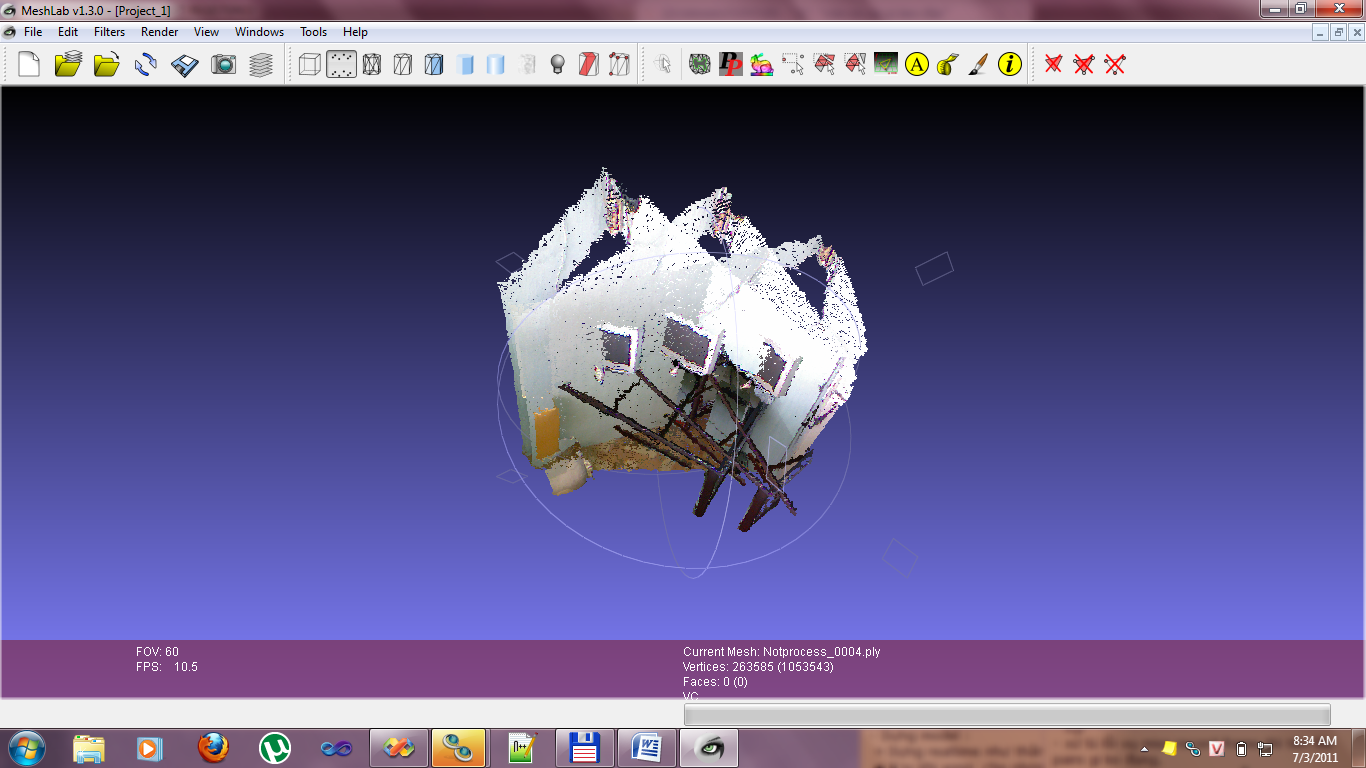 MeshLab v1.3.0 - [Project_1]
File Edit Filters Render View Windows Tools Help
A
i
FOV: 60
FPS: 10.5
Current Mesh: Notprocess_0004.ply
Vertices: 263585 (1053543)
Faces: 0 (0)
VC
8:34 AM
7/3/2011